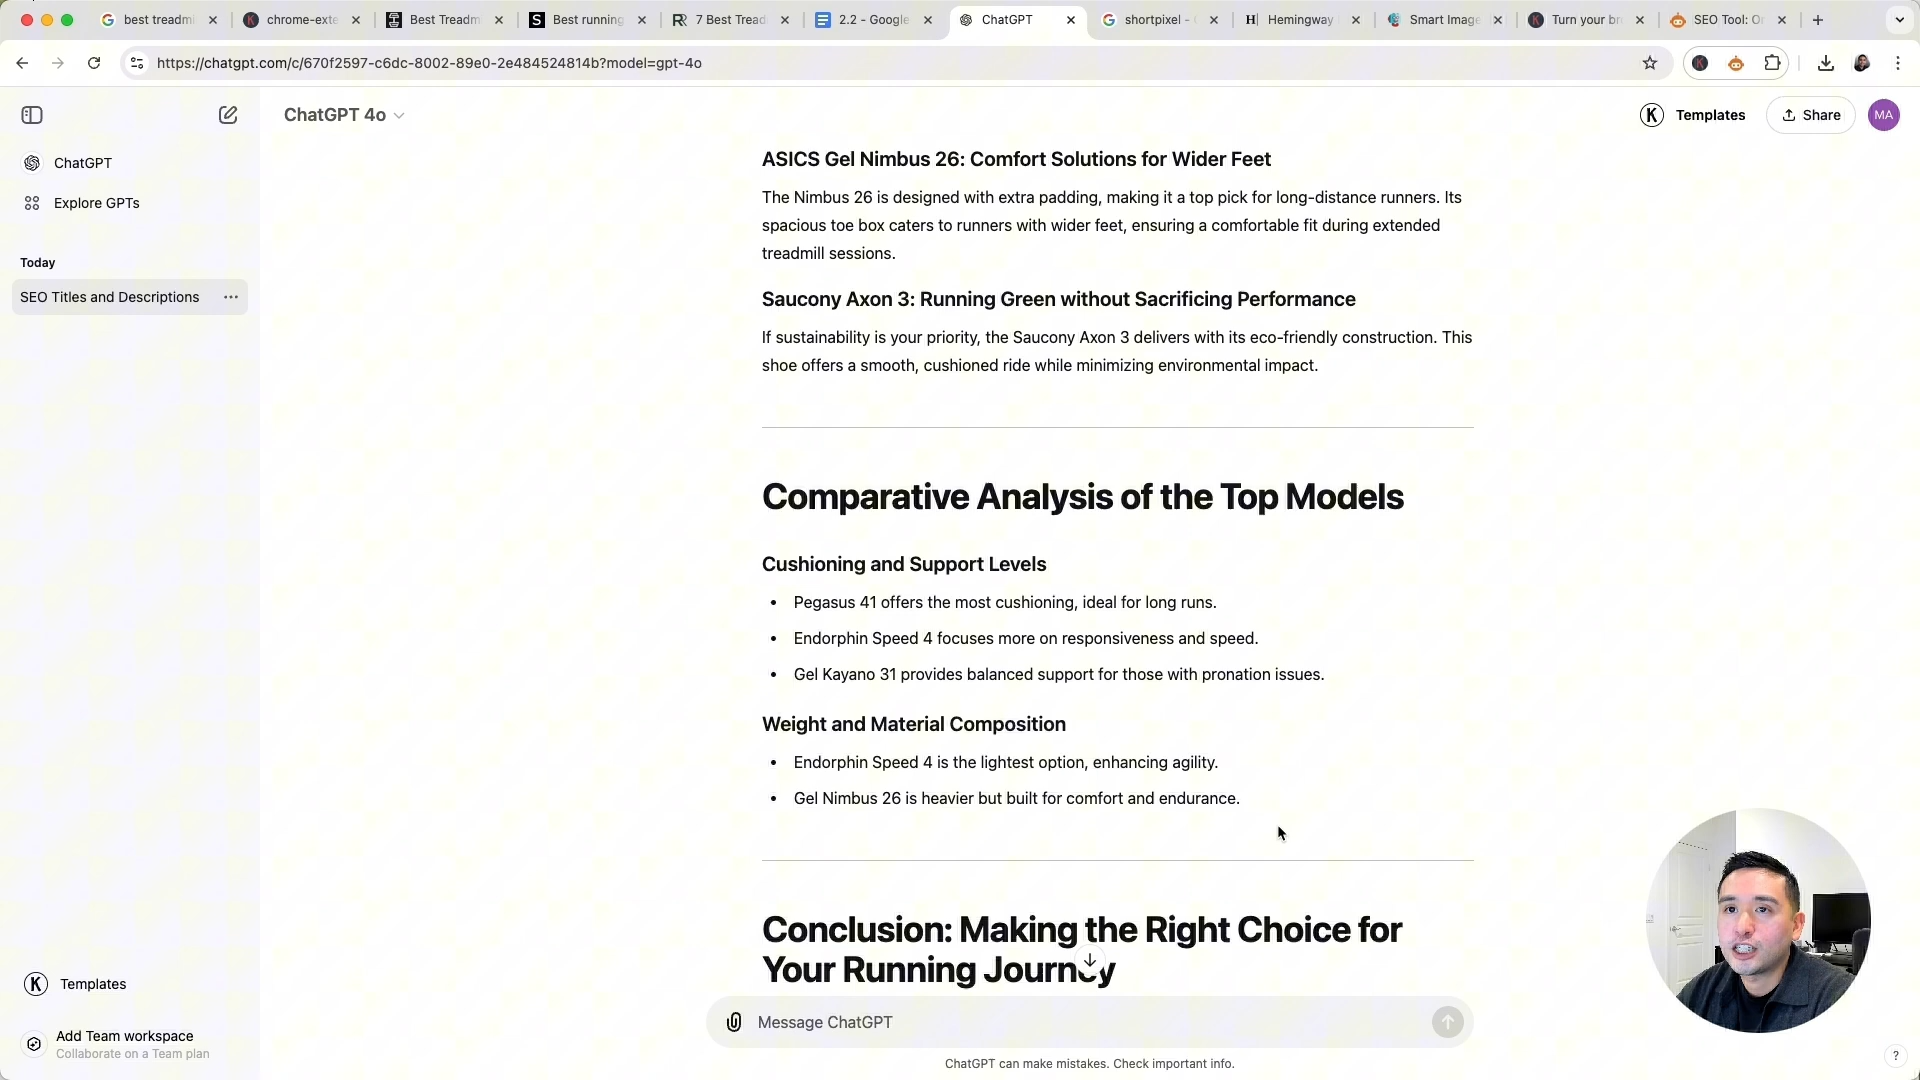 best treadmi
chrome-exte
Best Treadm
S
Best running
RR
7 Best Tread
2.2 - Google
ChatGPT
shortpixel -
H
Hemingway
Smart Image
K
Turn your br
SEO Tool: O
https://chatgpt.com/c/670f2597-c6dc-8002-89e0-2e484524814b?model=gpt-4o
ChatGPT 4o
K
Templates
Share
MA
ChatGPT
Explore GPTs
Today
SEO Titles and Descriptions
ASICS Gel Nimbus 26: Comfort Solutions for Wider Feet
The Nimbus 26 is designed with extra padding, making it a top pick for long-distance runners. Its
spacious toe box caters to runners with wider feet, ensuring a comfortable fit during extended
treadmill sessions.
Saucony Axon 3: Running Green without Sacrificing Performance
If sustainability is your priority, the Saucony Axon 3 delivers with its eco-friendly construction. This
shoe offers a smooth, cushioned ride while minimizing environmental impact.
Comparative Analysis of the Top Models
Cushioning and Support Levels
• Pegasus 41 offers the most cushioning, ideal for long runs.
• Endorphin Speed 4 focuses more on responsiveness and speed.
• Gel Kayano 31 provides balanced support for those with pronation issues.
Weight and Material Composition
• Endorphin Speed 4 is the lightest option, enhancing agility.
• Gel Nimbus 26 is heavier but built for comfort and endurance.
Conclusion: Making the Right Choice for
Your Running Journey
K
Templates
Add Team workspace
Collaborate on a Team plan
Message ChatGPT
ChatGPT can make mistakes. Check important info.
?